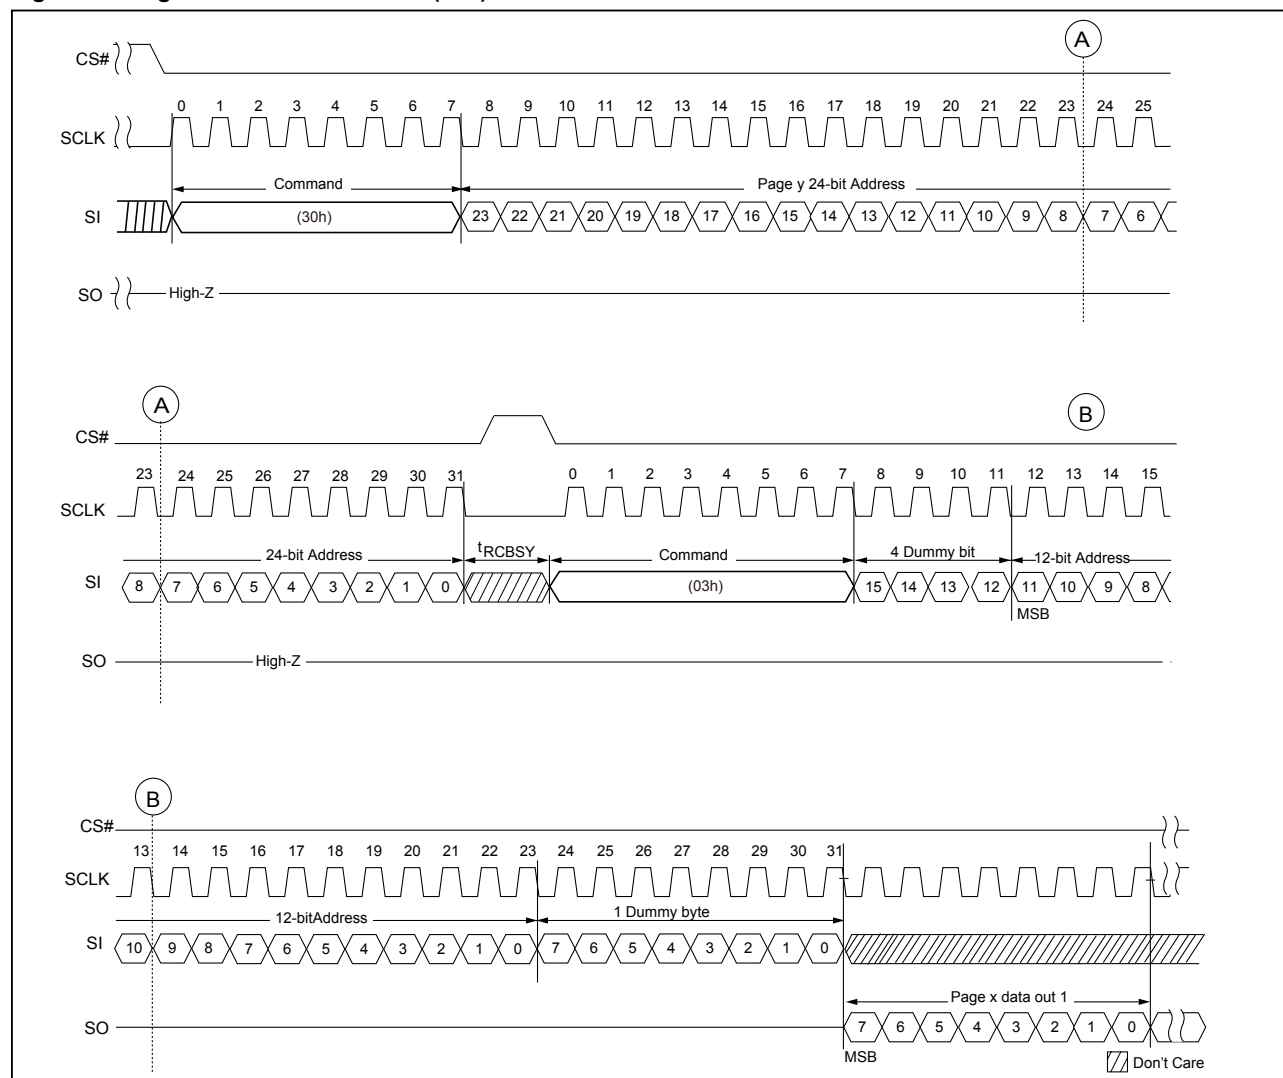 CS#
A
0 1 2 3 4 5 6 7 8 9 10 11 12 13 14 15 16 17 18 19 20 21 22 23 24 25
SCLK
Command Page y 24-bit Address
SI (30h) 23 22 21 20 19 18 17 16 15 14 13 12 11 10 9 8 7 6
SO High-Z
A B
CS#
23 24 25 26 27 28 29 30 31 0 1 2 3 4 5 6 7 8 9 10 11 12 13 14 15
SCLK
24-bit Address tRCBSY Command 4 Dummy bit 12-bit Address
SI 8 7 6 5 4 3 2 1 0 (03h) 15 14 13 12 11 10 9 8
MSB
SO High-Z
B
CS#
13 14 15 16 17 18 19 20 21 22 23 24 25 26 27 28 29 30 31
SCLK
12-bitAddress 1 Dummy byte
SI 10 9 8 7 6 5 4 3 2 1 0 7 6 5 4 3 2 1 0
Page x data out 1
SO 7 6 5 4 3 2 1 0
MSB
Don't Care